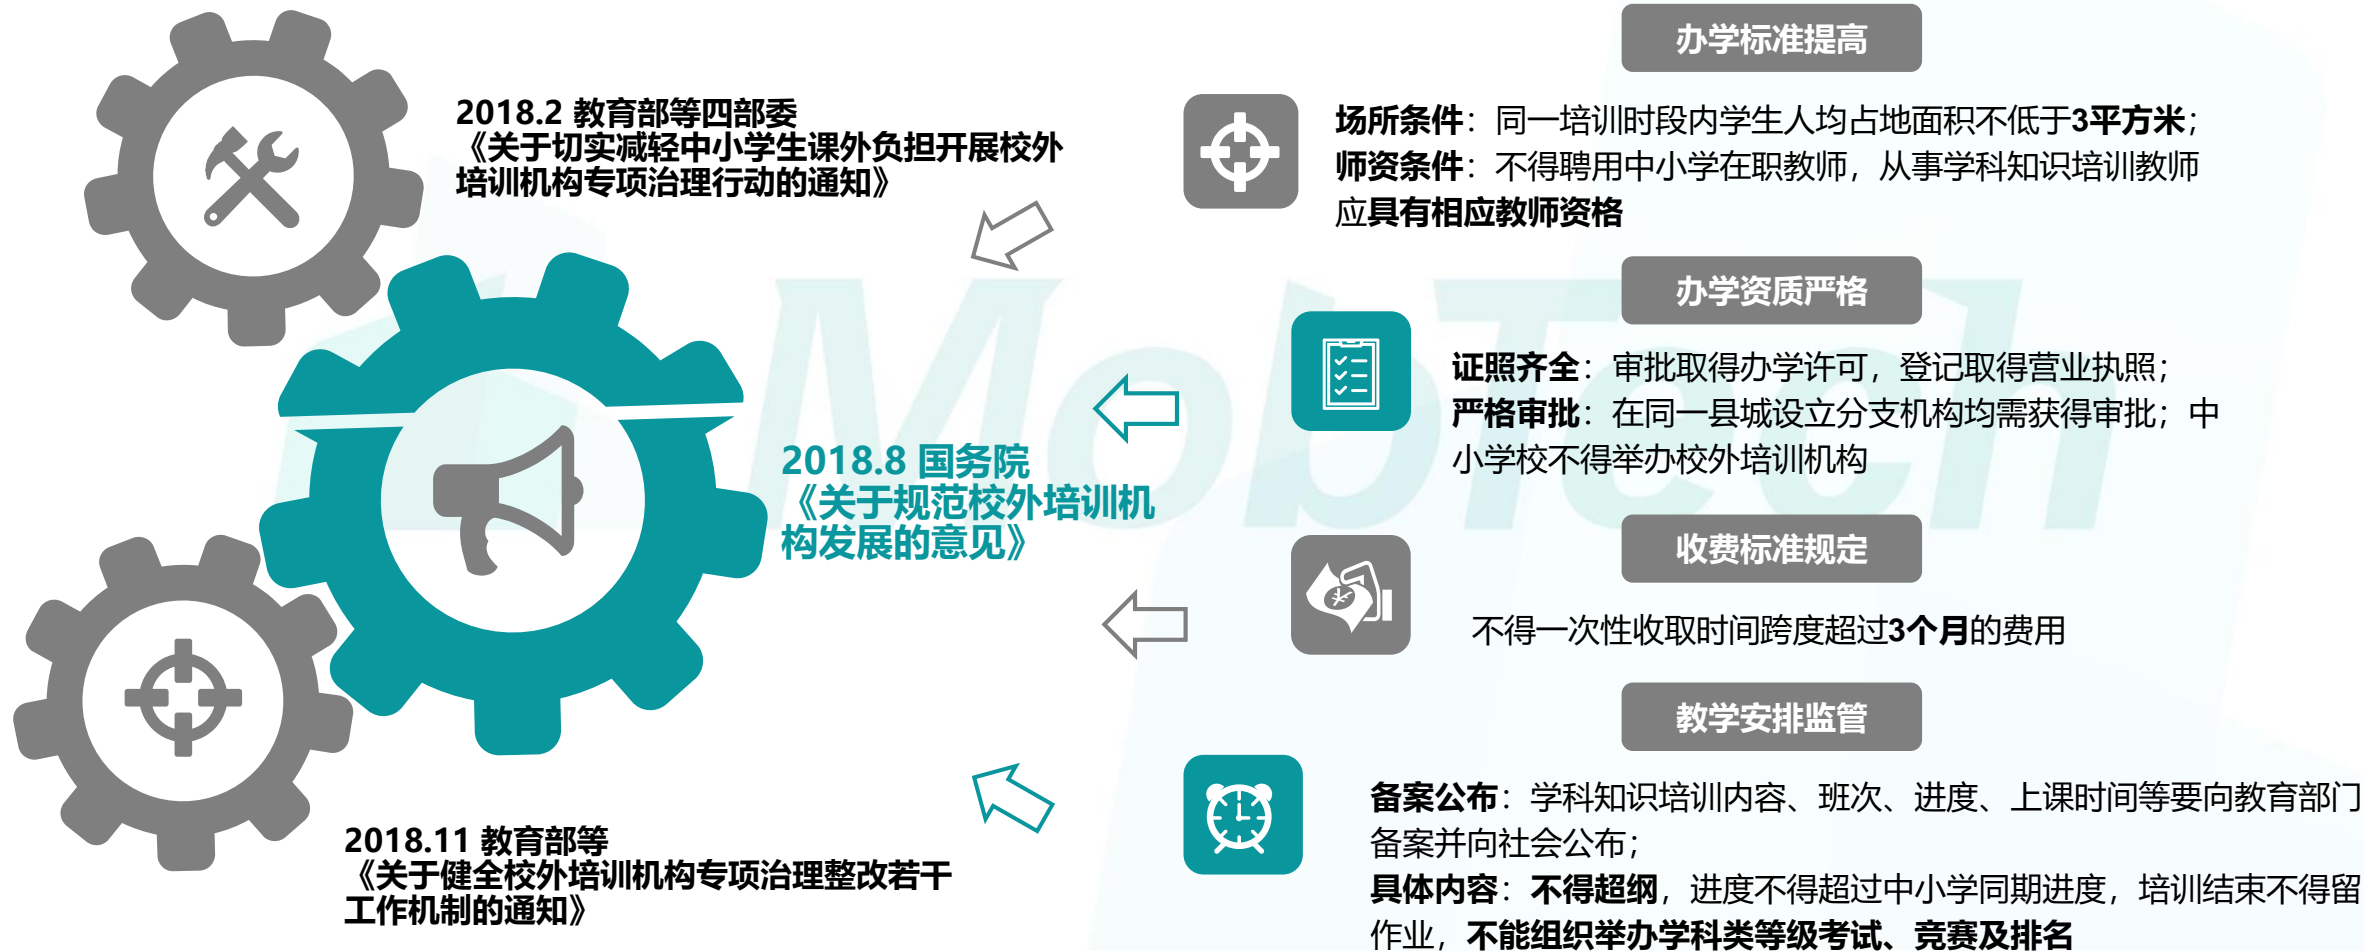 2018.2 教育部等四部委
《关于切实减轻中小学生课外负担开展校外
培训机构专项治理行动的通知》
2018.8 国务院
《关于规范校外培训机
构发展的意见》
2018.11 教育部等
《关于健全校外培训机构专项治理整改若干
工作机制的通知》
办学标准提高
场所条件：同一培训时段内学生人均占地面积不低于3平方米；
师资条件：不得聘用中小学在职教师，从事学科知识培训教师
应具有相应教师资格
办学资质严格
证照齐全：审批取得办学许可，登记取得营业执照；
严格审批：在同一县城设立分支机构均需获得审批；中
小学校不得举办校外培训机构
收费标准规定
不得一次性收取时间跨度超过3个月的费用
教学安排监管
备案公布：学科知识培训内容、班次、进度、上课时间等要向教育部门
备案并向社会公布；
具体内容：不得超纲，进度不得超过中小学同期进度，培训结束不得留
作业，不能组织举办学科类等级考试、竞赛及排名
MobTech